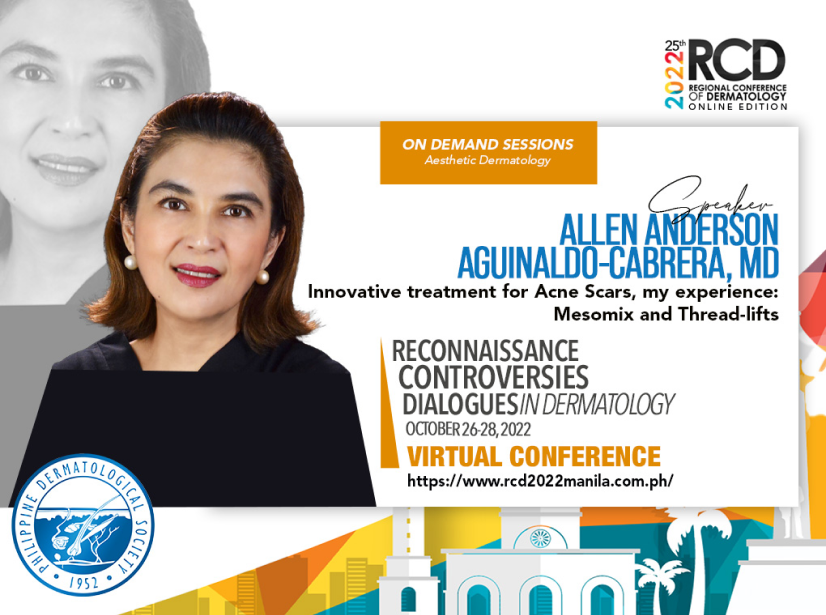 25th
2022
RCD
REGIONAL CONFERENCE
OF DERMATOLOGY
ONLINE EDITION
ON DEMAND SESSIONS
Aesthetic Dermatology
Speaker
ALLEN ANDERSON
AGUINALDO-CABRERA, MD
Innovative treatment for Acne Scars, my experience:
Mesomix and Thread-lifts
RECONNAISSANCE
CONTROVERSIES
DIALOGUES IN DERMATOLOGY
OCTOBER 26-28, 2022
VIRTUAL CONFERENCE
https://www.rcd2022manila.com.ph/
PHILIPPINE DERMATOLOGICAL SOCIETY
• 1952 •